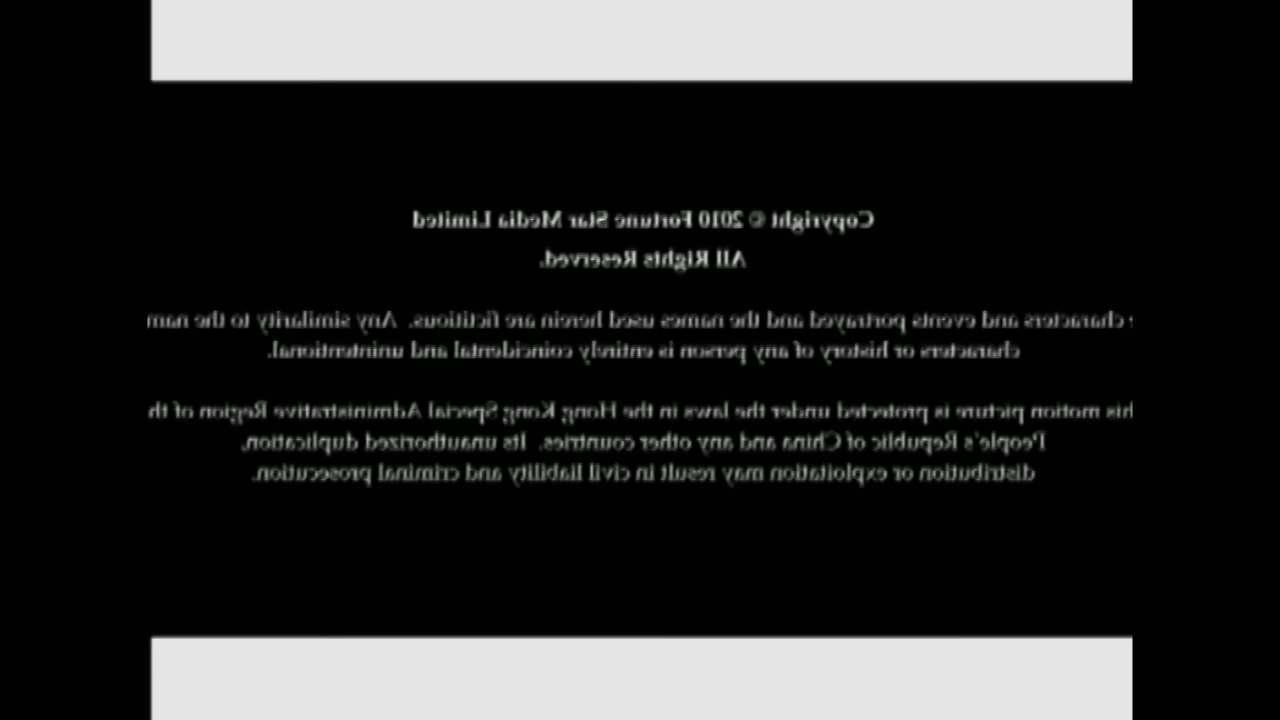 Copyright © 2010 Fortune Star Media Limited
All Rights Reserved.
characters and events portrayed and the names used herein are fictitious. Any similarity to the nam
characters or history of any person is entirely coincidental and unintentional.
his motion picture is protected under the laws in the Hong Kong Special Administrative Region of th
People's Republic of China and any other countries. Its unauthorized duplication,
distribution or exploitation may result in civil liability and criminal prosecution.